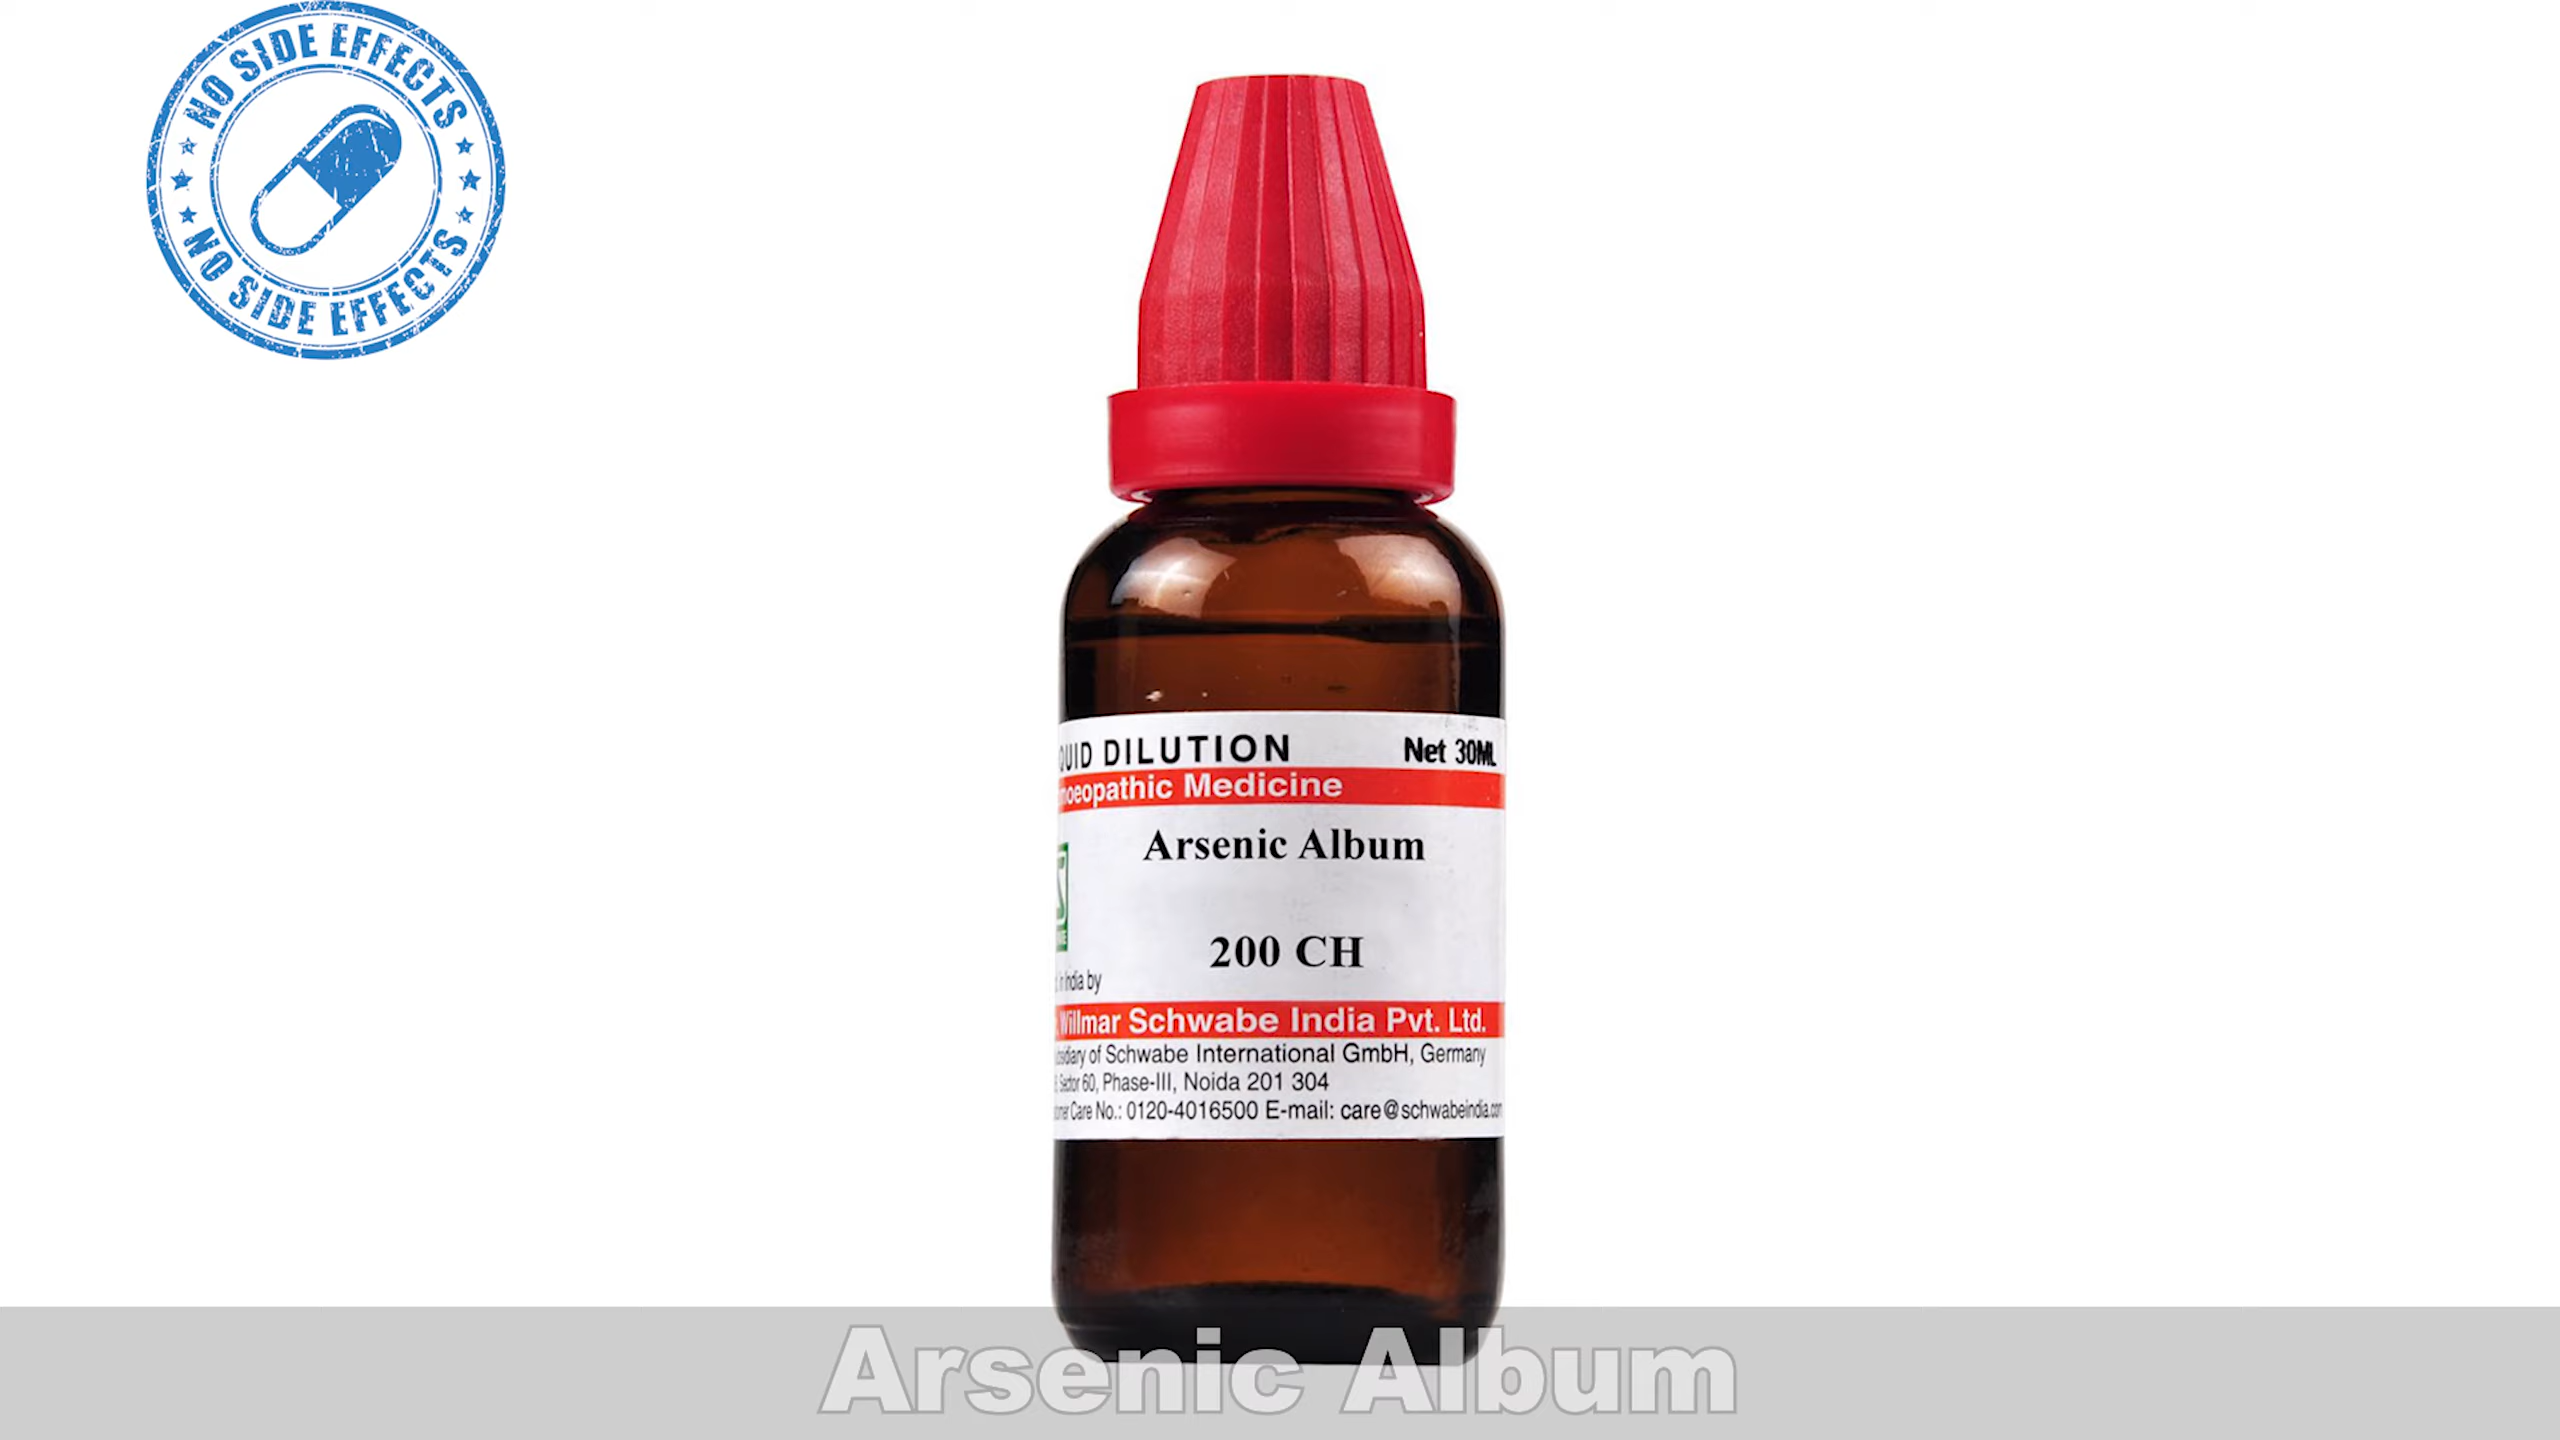 NO SIDE EFFECTS
NO SIDE EFFECTS
DILUTION Net 30ML
Medicine
Arsenic Album
200 CH
India by
Willmar Schwabe India Pvt. Ltd.
of Schwabe International GmbH, Germany
Sector 60, Phase-III, Noida 201 304
Care No.: 0120-4016500 E-mail: care@schwabeindia.com
Arsenic Album